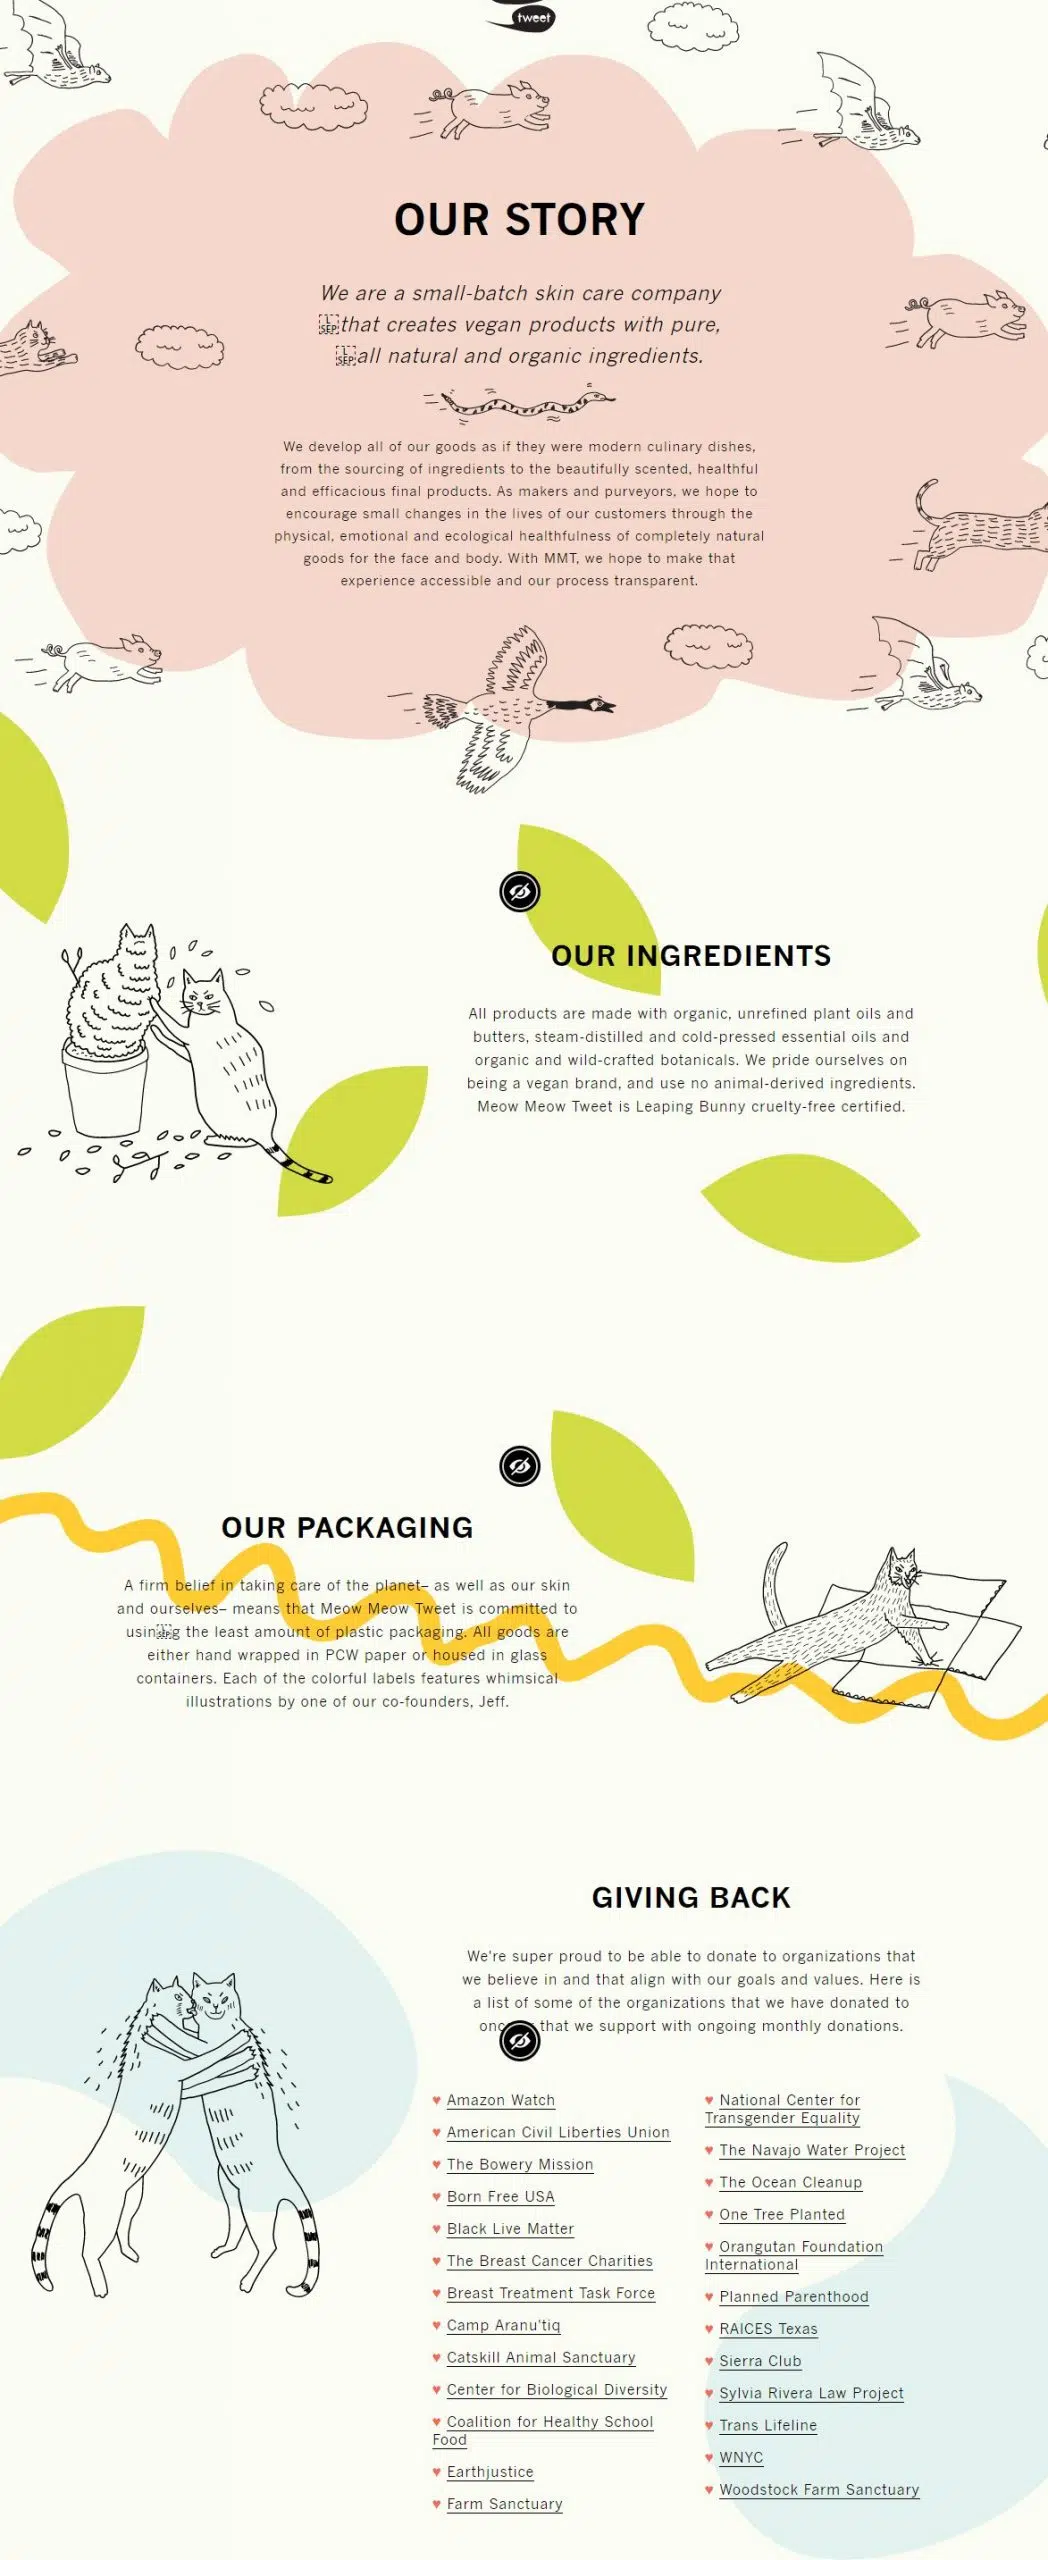 tweet
OUR STORY
We are a small-batch skin care company
that creates vegan products with pure,
all natural and organic ingredients.
We develop all of our goods as if they were modern culinary dishes,
from the sourcing of ingredients to the beautifully scented, healthful
and efficacious final products. As makers and purveyors, we hope to
encourage small changes in the lives of our customers through the
physical, emotional and ecological healthfulness of completely natural
goods for the face and body. With MMT, we hope to make that
experience accessible and our process transparent.
OUR INGREDIENTS
All products are made with organic, unrefined plant oils and
butters, steam-distilled and cold-pressed essential oils and
organic and wild-crafted botanicals. We pride ourselves on
being a vegan brand, and use no animal-derived ingredients.
Meow Meow Tweet is Leaping Bunny cruelty-free certified.
OUR PACKAGING
A firm belief in taking care of the planet– as well as our skin
and ourselves– means that Meow Meow Tweet is committed to
using the least amount of plastic packaging. All goods are
either hand wrapped in PCW paper or housed in glass
containers. Each of the colorful labels features whimsical
illustrations by one of our co-founders, Jeff.
GIVING BACK
We're super proud to be able to donate to organizations that
we believe in and that align with our goals and values. Here is
a list of some of the organizations that we have donated to
that we support with ongoing monthly donations.
♥ Amazon Watch
♥ American Civil Liberties Union
♥ The Bowery Mission
♥ Born Free USA
♥ Black Live Matter
♥ The Breast Cancer Charities
♥ Breast Treatment Task Force
♥ Camp Aranu'tiq
♥ Catskill Animal Sanctuary
♥ Center for Biological Diversity
♥ Coalition for Healthy School
Food
♥ Earthjustice
♥ Farm Sanctuary
♥ National Center for
Transgender Equality
♥ The Navajo Water Project
♥ The Ocean Cleanup
♥ One Tree Planted
♥ Orangutan Foundation
International
♥ Planned Parenthood
♥ RAICES Texas
♥ Sierra Club
♥ Sylvia Rivera Law Project
♥ Trans Lifeline
♥ WNYC
♥ Woodstock Farm Sanctuary